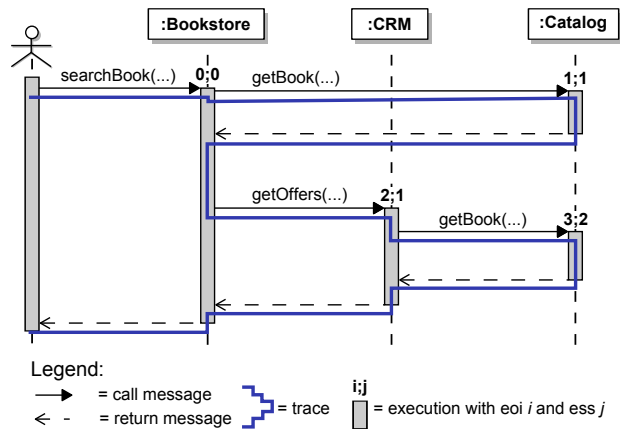 :Bookstore
:CRM
:Catalog
searchBook(...)
0;0
getBook(...)
1;1
getOffers(...)
2;1
getBook(...)
3;2
Legend:
= call message
= return message
= trace
i;j
= execution with eoi i and ess j